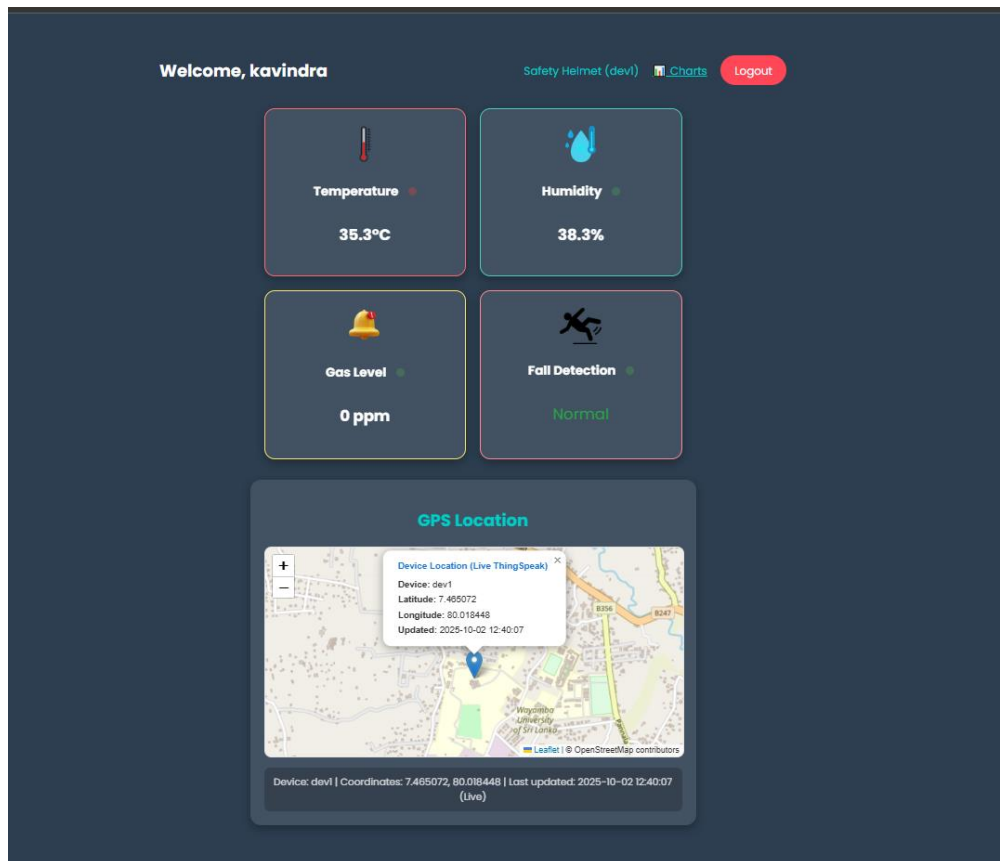 Welcome, kavindra
Safety Helmet (dev1) Charts Logout
Temperature
35.3°C
Humidity
38.3%
Gas Level
0 ppm
Fall Detection
Normal
GPS Location
+
−
Device Location (Live ThingSpeak) ×
Device: dev1
Latitude: 7.465072
Longitude: 80.018448
Updated: 2025-10-02 12:40:07
B356
B247
Wayamba
University
of Sri Lanka
Leaflet | © OpenStreetMap contributors
Device: dev1 | Coordinates: 7.465072, 80.018448 | Last updated: 2025-10-02 12:40:07
(Live)